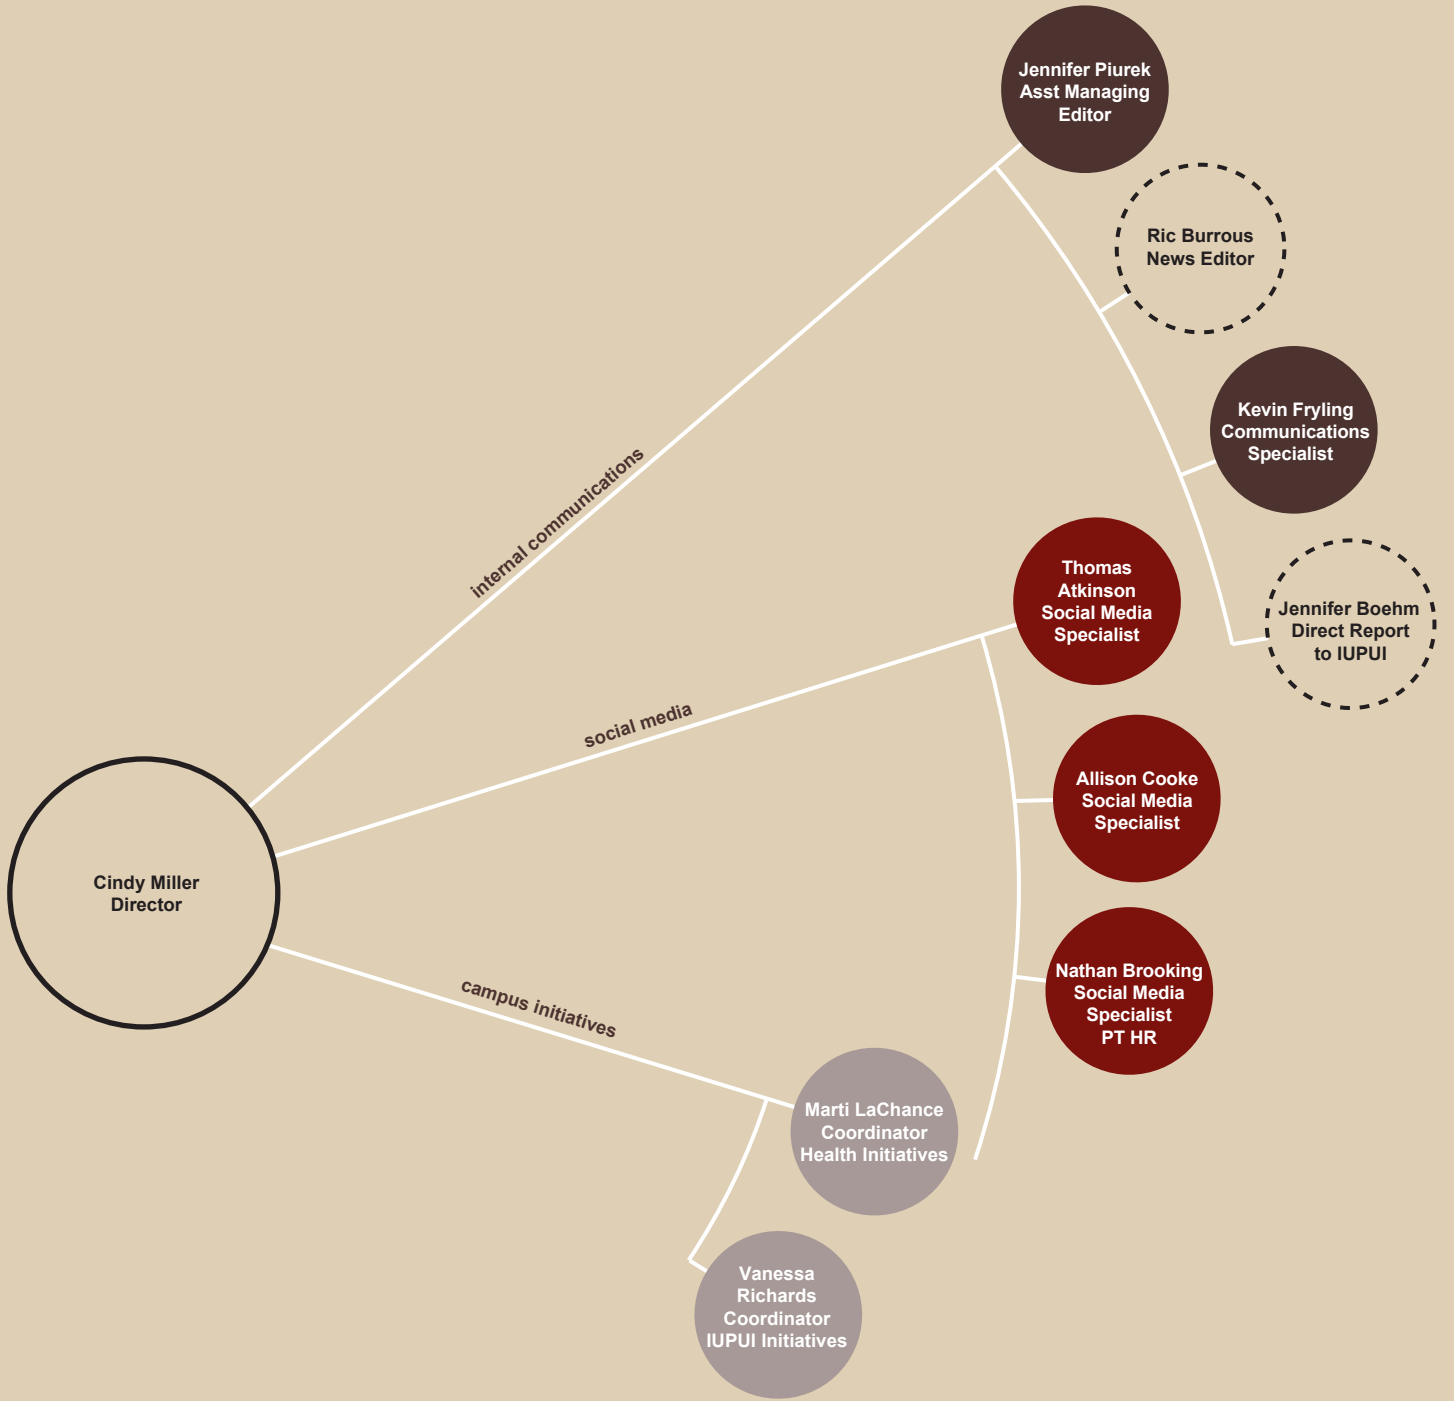 Jennifer Piurek
Asst Managing
Editor
Ric Burrous
News Editor
Kevin Fryling
Communications
Specialist
internal communications
Thomas
Atkinson
Social Media
Specialist
Jennifer Boehm
Direct Report
to IUPUI
social media
Allison Cooke
Social Media
Specialist
Cindy Miller
Director
Nathan Brooking
Social Media
Specialist
PT HR
campus initiatives
Marti LaChance
Coordinator
Health Initiatives
Vanessa
Richards
Coordinator
IUPUI Initiatives